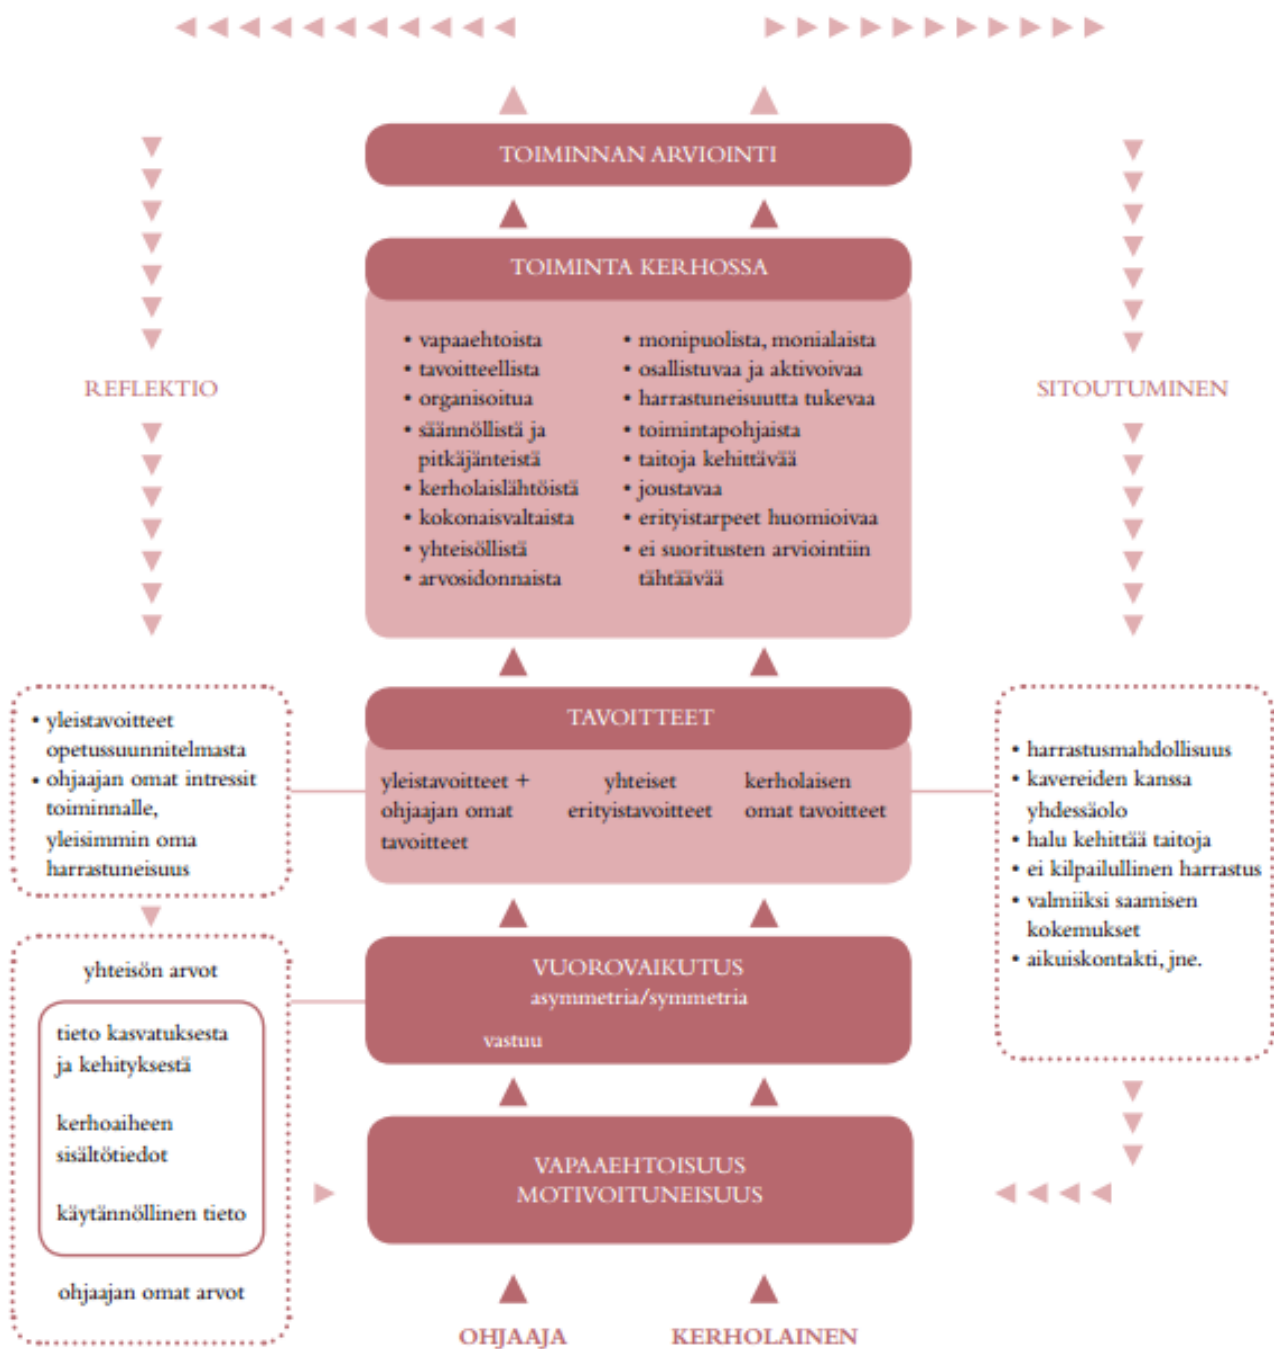 TOIMINNAN ARVIOINTI
TOIMINTA KERHOSSA
• vapaaehtoista
• tavoitteellista
• organisoitua
• säännöllistä ja
pitkäjänteistä
• kerholaislähtöistä
• kokonaisvaltaista
• yhteisöllistä
• arvosidonnaista
• monipuolista, monialaista
• osallistuvaa ja aktivoivaa
• harrastuneisuutta tukevaa
• toimintapohjaista
• taitoja kehittävää
• joustavaa
• erityistarpeet huomioivaa
• ei suoritusten arviointiin
tähtäävää
REFLEKTIO
SITOUTUMINEN
• yleistavoitteet
opetussuunnitelmasta
• ohjaajan omat intressit
toiminnalle,
yleisimmin oma
harrastuneisuus
TAVOITTEET
yleistavoitteet +
ohjaajan omat
tavoitteet
yhteiset
erityistavoitteet
kerholaisen
omat tavoitteet
• harrastusmahdollisuus
• kavereiden kanssa
yhdessäolo
• halu kehittää taitoja
• ei kilpailullinen harrastus
• valmiiksi saamisen
kokemukset
• aikuiskontakti, jne.
yhteisön arvot
tieto kasvatuksesta
ja kehityksestä
kerhoaiheen
sisältötiedot
käytännöllinen tieto
ohjaajan omat arvot
VUOROVAIKUTUS
asymmetria/symmetria
vastuu
VAPAAEHTOISUUS
MOTIVOITUNEISUUS
OHJAAJA
KERHOLAINEN